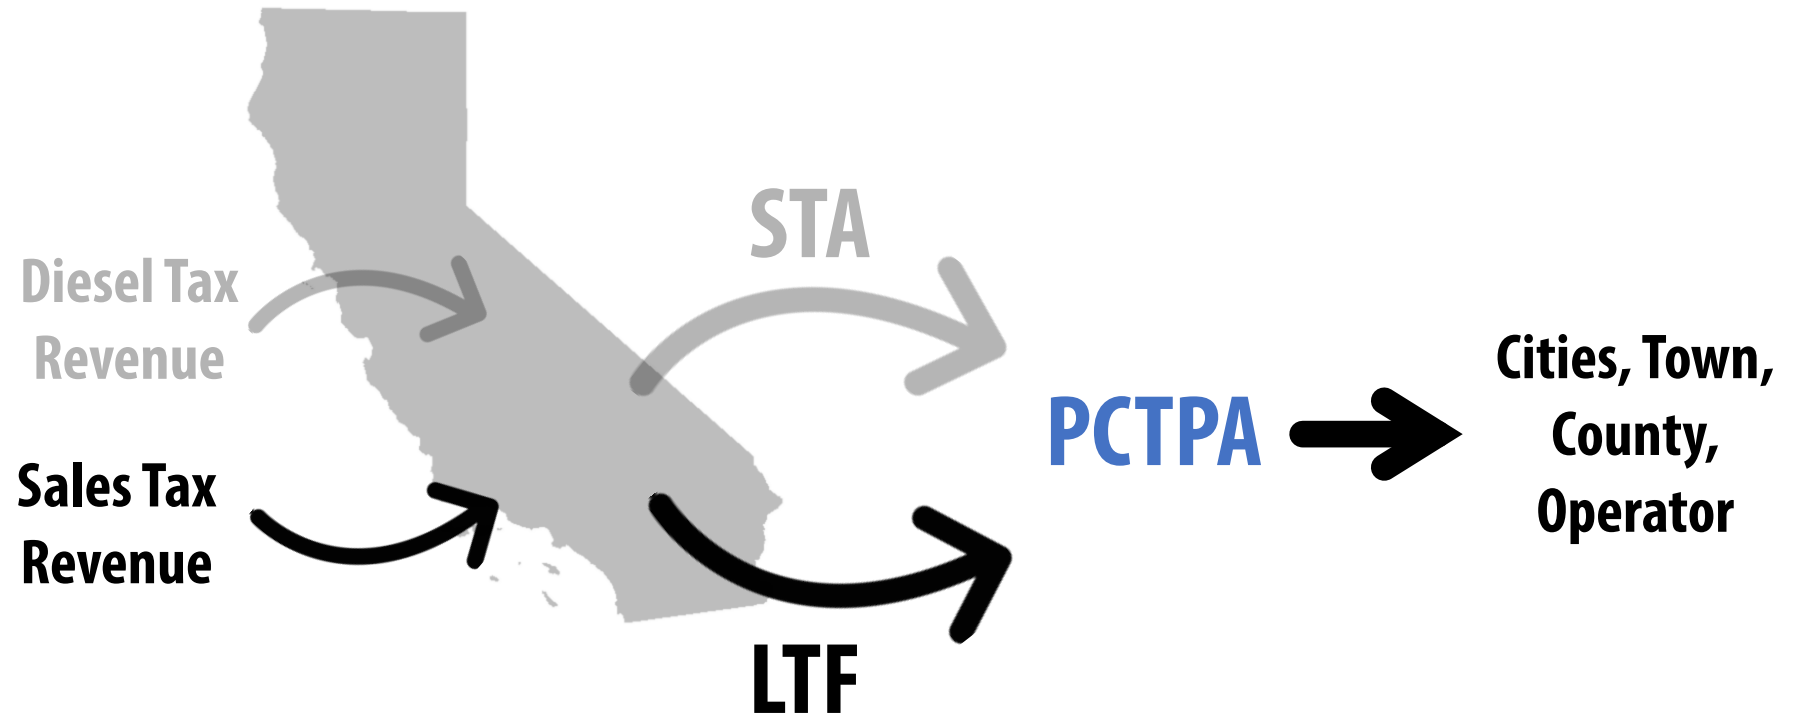 Diesel Tax
Revenue
Sales Tax
Revenue
STA
LTF
PCTPA
Cities, Town,
County,
Operator